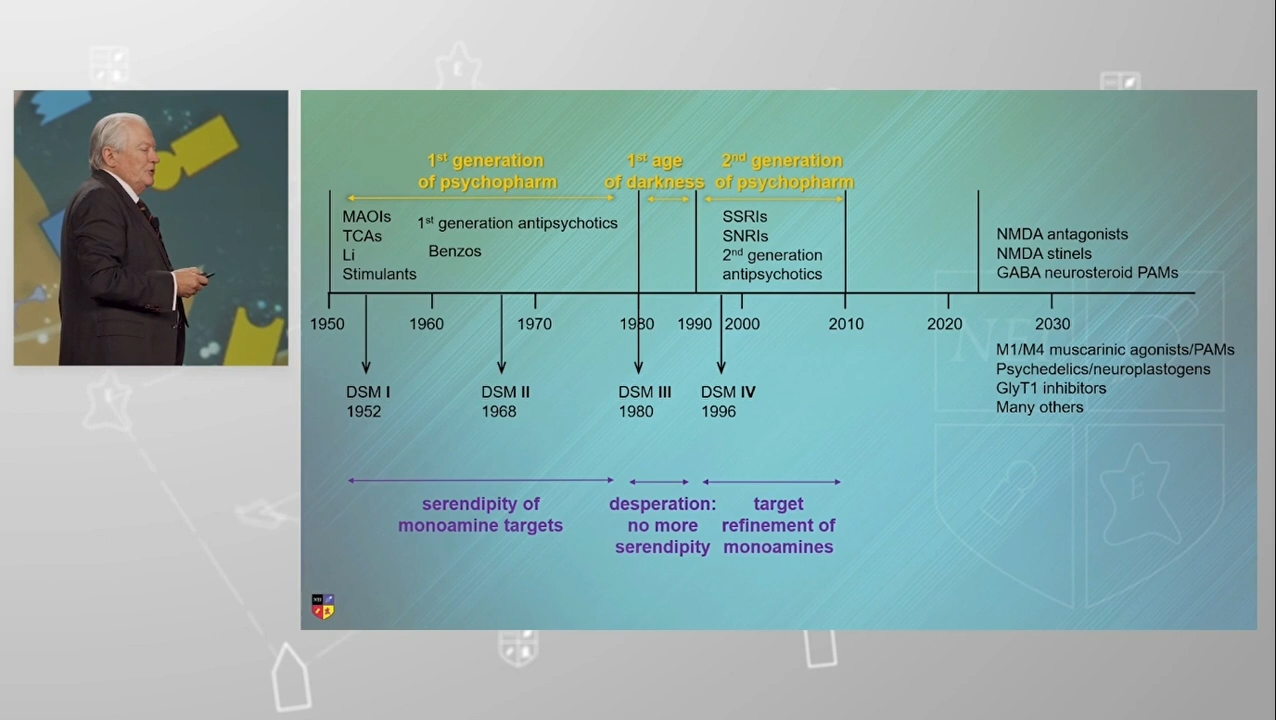 1st generation
of psychopharm
1st age
of darkness
2nd generation
of psychopharm
MAOIs
TCAs
Li
Stimulants
1st generation antipsychotics
Benzos
SSRIs
SNRIs
2nd generation
antipsychotics
NMDA antagonists
NMDA stinels
GABA neurosteroid PAMs
1950 1960 1970 1980 1990 2000 2010 2020 2030
M1/M4 muscarinic agonists/PAMs
Psychedelics/neuroplastogens
GlyT1 inhibitors
Many others
DSM I
1952
DSM II
1968
DSM III
1980
DSM IV
1996
serendipity of
monoamine targets
desperation:
no more
serendipity
target
refinement of
monoamines